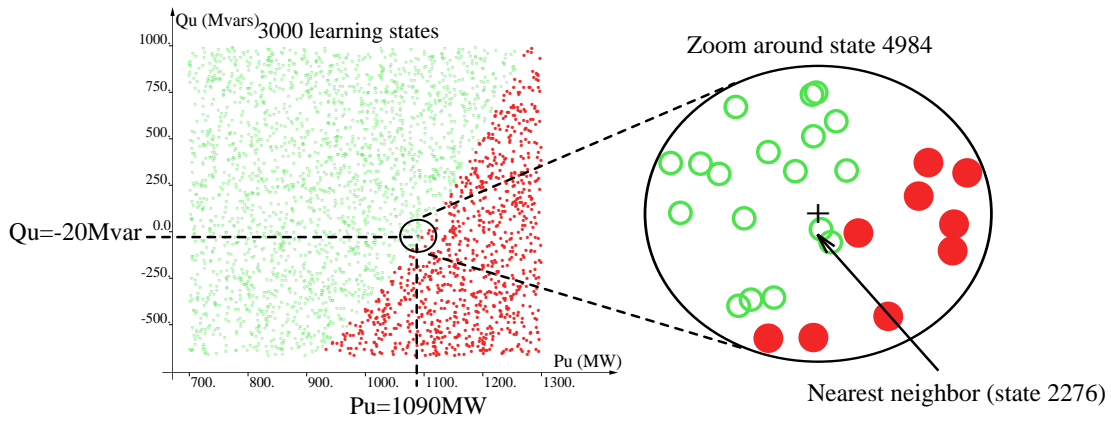 Qu (Mvars)
3000 learning states
1000.
750.
500.
250.
0.0
-250.
-500.
Qu=-20Mvar
Pu (MW)
700. 800. 900. 1000. 1100. 1200. 1300.
Pu=1090MW
Zoom around state 4984
Nearest neighbor (state 2276)